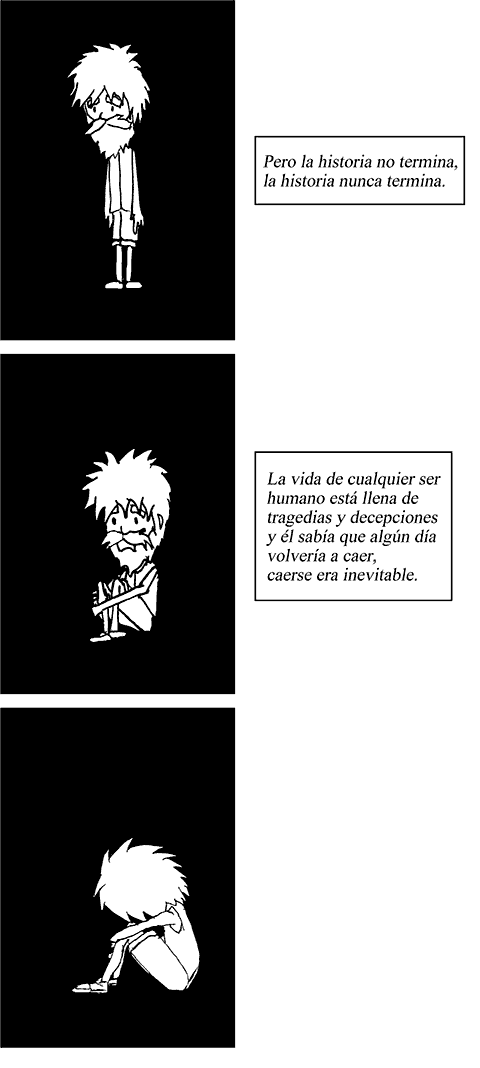 Pero la historia no termina,
la historia nunca termina.
La vida de cualquier ser
humano está llena de
tragedias y decepciones
y él sabía que algún día
volvería a caer,
caerse era inevitable.